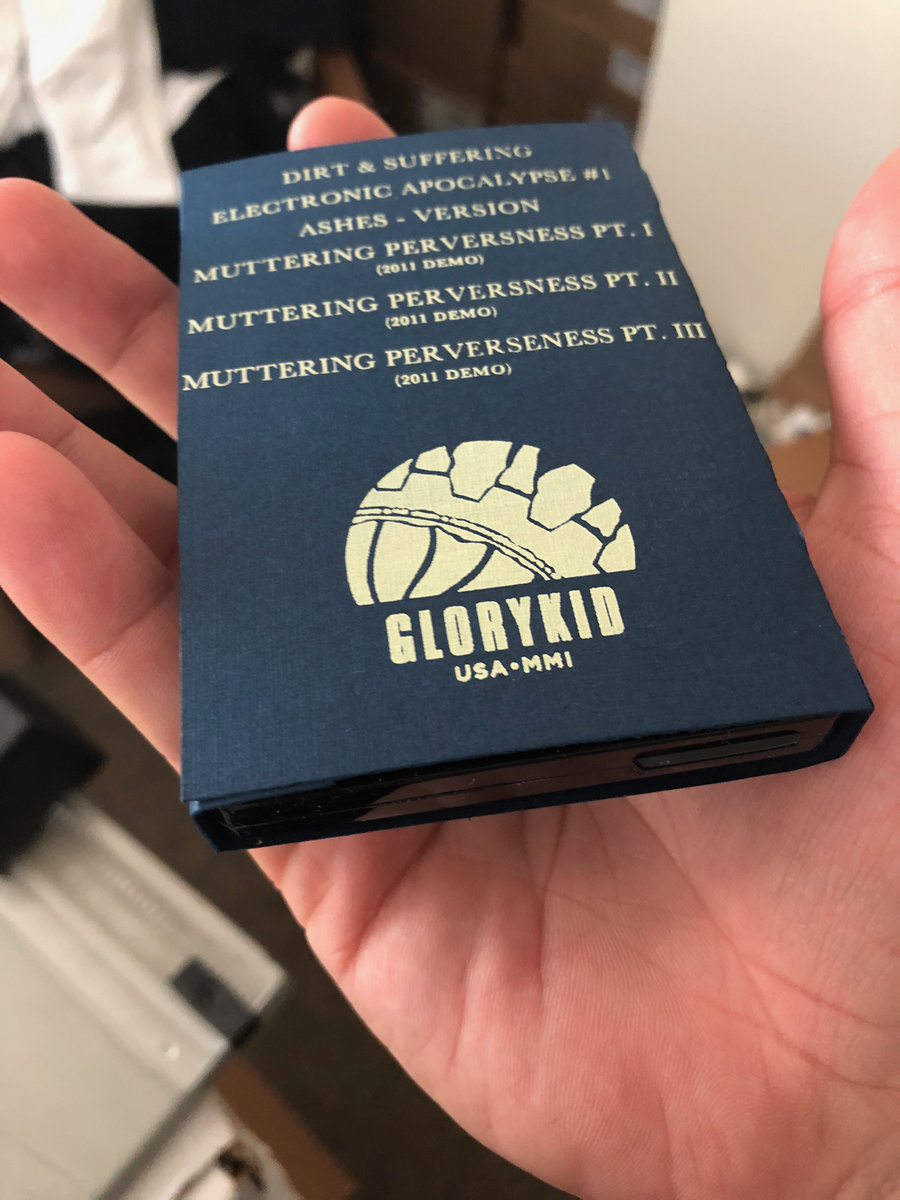 DIRT & SUFFERING
ELECTRONIC APOCALYPSE #1
ASHES - VERSION
MUTTERING PERVERSNESS PT. I
(2011 DEMO)
MUTTERING PERVERSNESS PT. II
(2011 DEMO)
MUTTERING PERVERSENESS PT. III
(2011 DEMO)
GLORYKID
USA•MMI